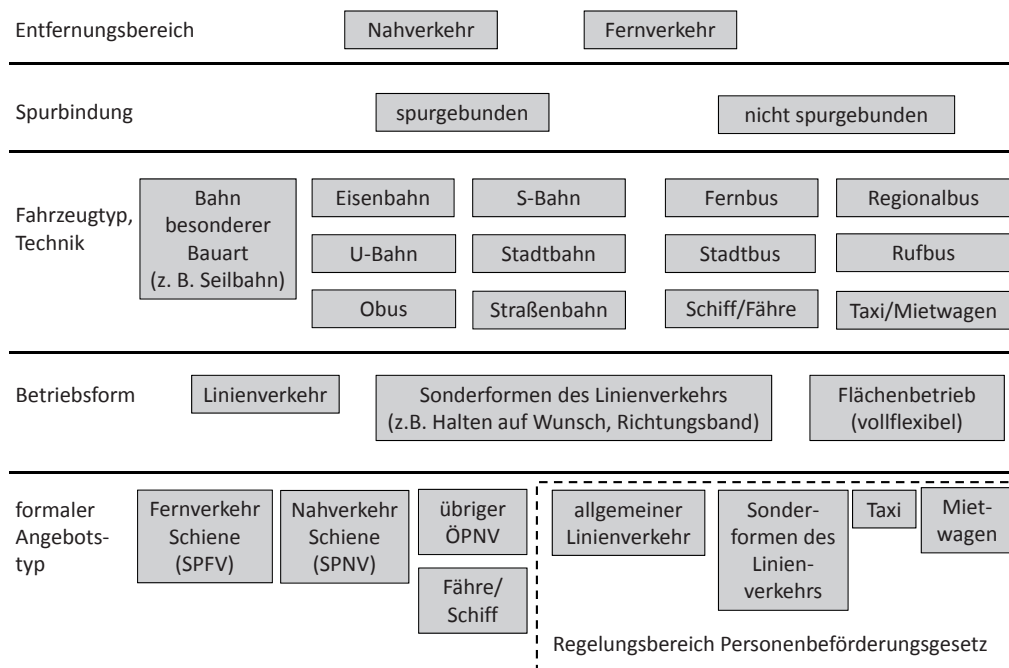 Entfernungsbereich
Nahverkehr
Fernverkehr
Spurbindung
spurgebunden
nicht spurgebunden
Fahrzeugtyp,
Technik
Bahn
besonderer
Bauart
(z. B. Seilbahn)
Eisenbahn
S-Bahn
Fernbus
Regionalbus
U-Bahn
Stadtbahn
Stadtbus
Rufbus
Obus
Straßenbahn
Schiff/Fähre
Taxi/Mietwagen
Betriebsform
Linienverkehr
Sonderformen des Linienverkehrs
(z.B. Halten auf Wunsch, Richtungsband)
Flächenbetrieb
(vollflexibel)
formaler
Angebots-
typ
Fernverkehr
Schiene
(SPFV)
Nahverkehr
Schiene
(SPNV)
übriger
ÖPNV
Fähre/
Schiff
allgemeiner
Linienverkehr
Sonder-
formen des
Linien-
verkehrs
Taxi
Miet-
wagen
Regelungsbereich Personenbeförderungsgesetz